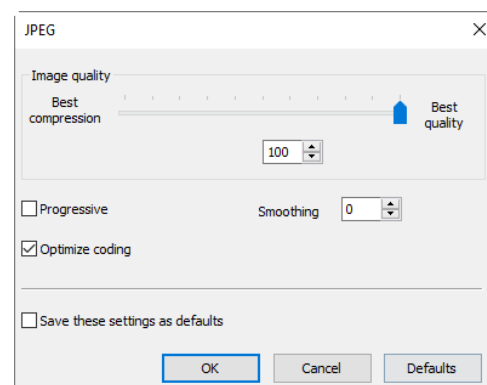 JPEG
Image quality
Best
compression
Best
quality
100
Progressive
Smoothing
0
Optimize coding
Save these settings as defaults
OK
Cancel
Defaults